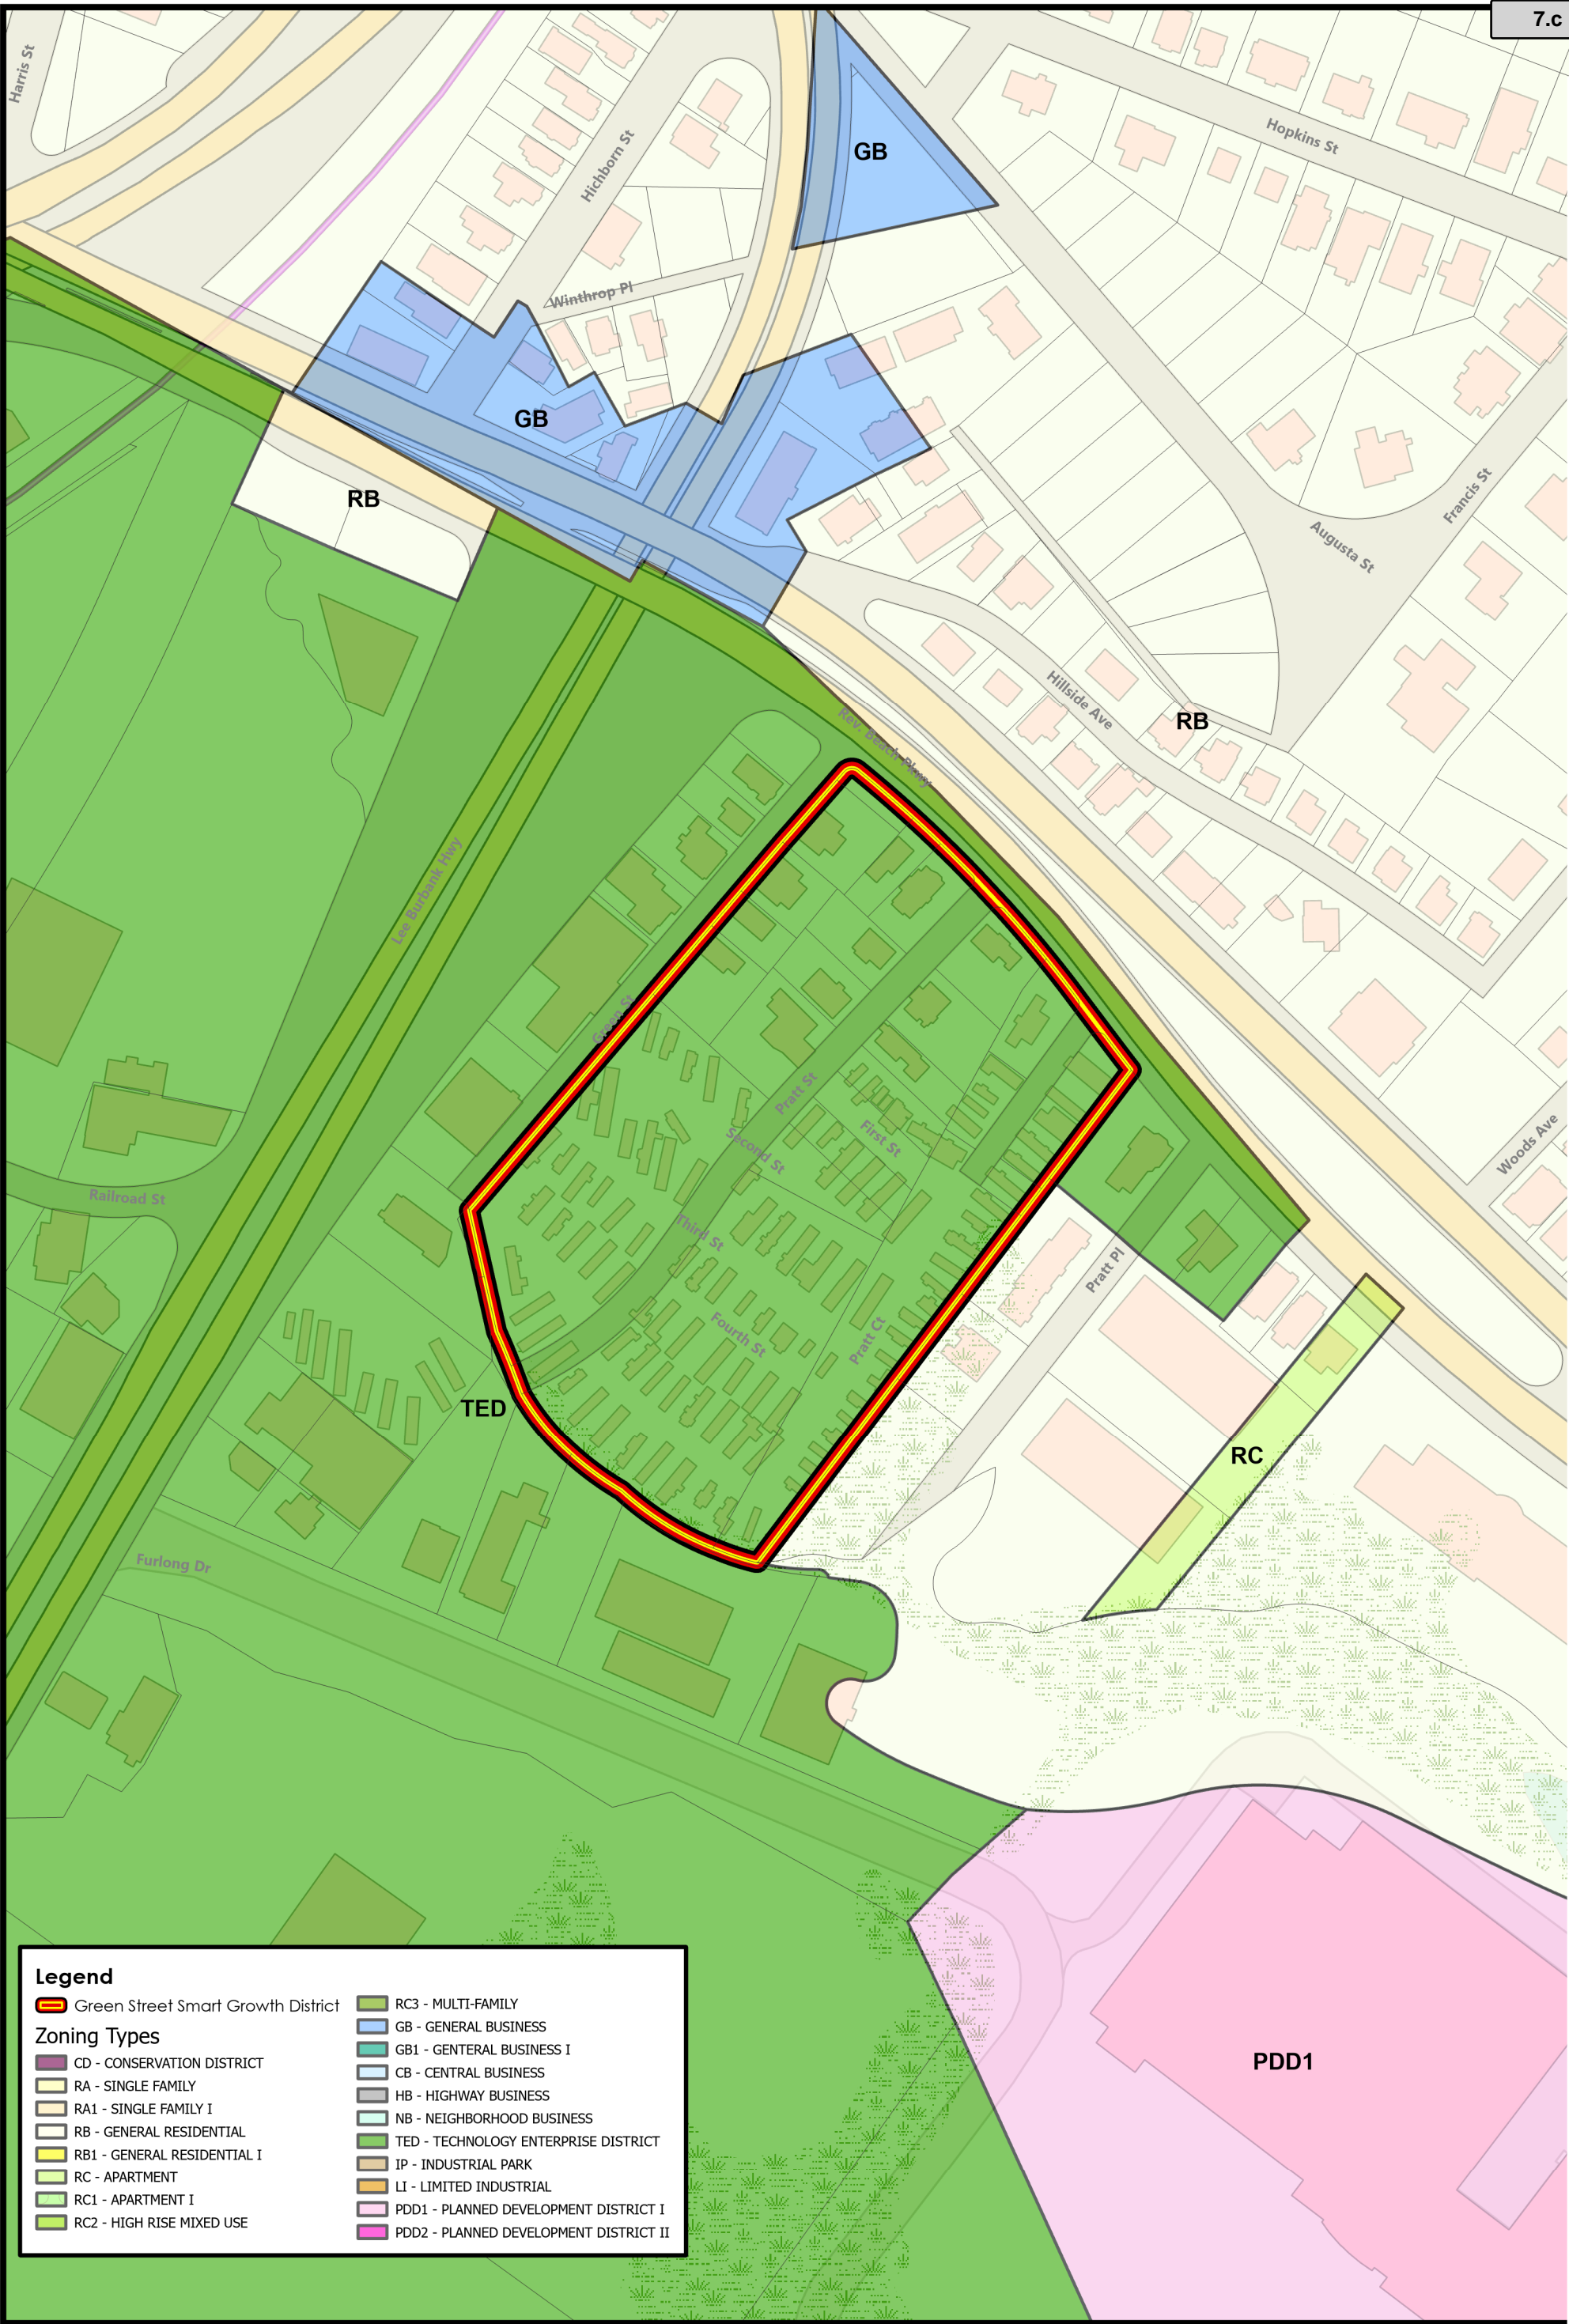 7.c
Harris St
Hichborn St
GB
Hopkins St
Winthrop Pl
GB
RB
Francis St
Augusta St
Hillside Ave
RB
Rev. Beach Pkwy
Lee Burbank Hwy
Green St
Pratt St
First St
Second St
Woods Ave
Railroad St
Third St
Pratt Pl
Fourth St
Pratt Ct
TED
RC
Furlong Dr
PDD1
Legend
Green Street Smart Growth District
Zoning Types
CD - CONSERVATION DISTRICT
RA - SINGLE FAMILY
RA1 - SINGLE FAMILY I
RB - GENERAL RESIDENTIAL
RB1 - GENERAL RESIDENTIAL I
RC - APARTMENT
RC1 - APARTMENT I
RC2 - HIGH RISE MIXED USE
RC3 - MULTI-FAMILY
GB - GENERAL BUSINESS
GB1 - GENTERAL BUSINESS I
CB - CENTRAL BUSINESS
HB - HIGHWAY BUSINESS
NB - NEIGHBORHOOD BUSINESS
TED - TECHNOLOGY ENTERPRISE DISTRICT
IP - INDUSTRIAL PARK
LI - LIMITED INDUSTRIAL
PDD1 - PLANNED DEVELOPMENT DISTRICT I
PDD2 - PLANNED DEVELOPMENT DISTRICT II